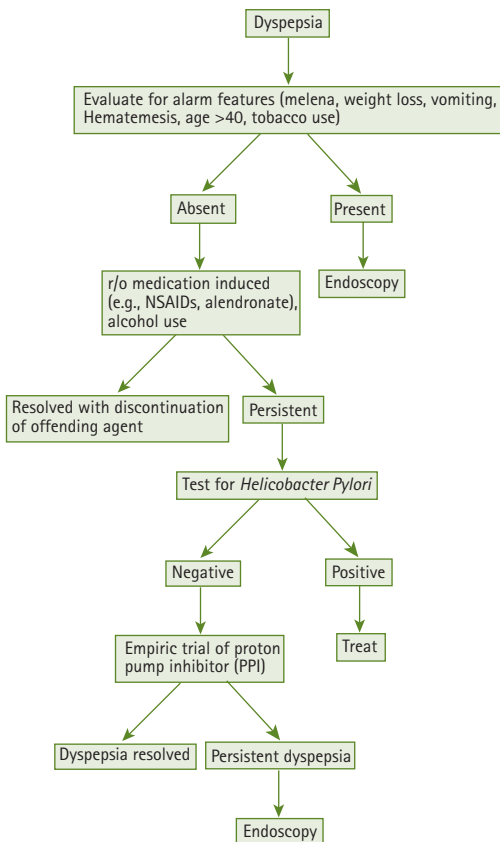 Dyspepsia
Evaluate for alarm features (melena, weight loss, vomiting,
Hematemesis, age >40, tobacco use)
Absent
Present
r/o medication induced
(e.g., NSAIDs, alendronate),
alcohol use
Endoscopy
Resolved with discontinuation
of offending agent
Persistent
Test for Helicobacter Pylori
Negative
Positive
Empiric trial of proton
pump inhibitor (PPI)
Treat
Dyspepsia resolved
Persistent dyspepsia
Endoscopy